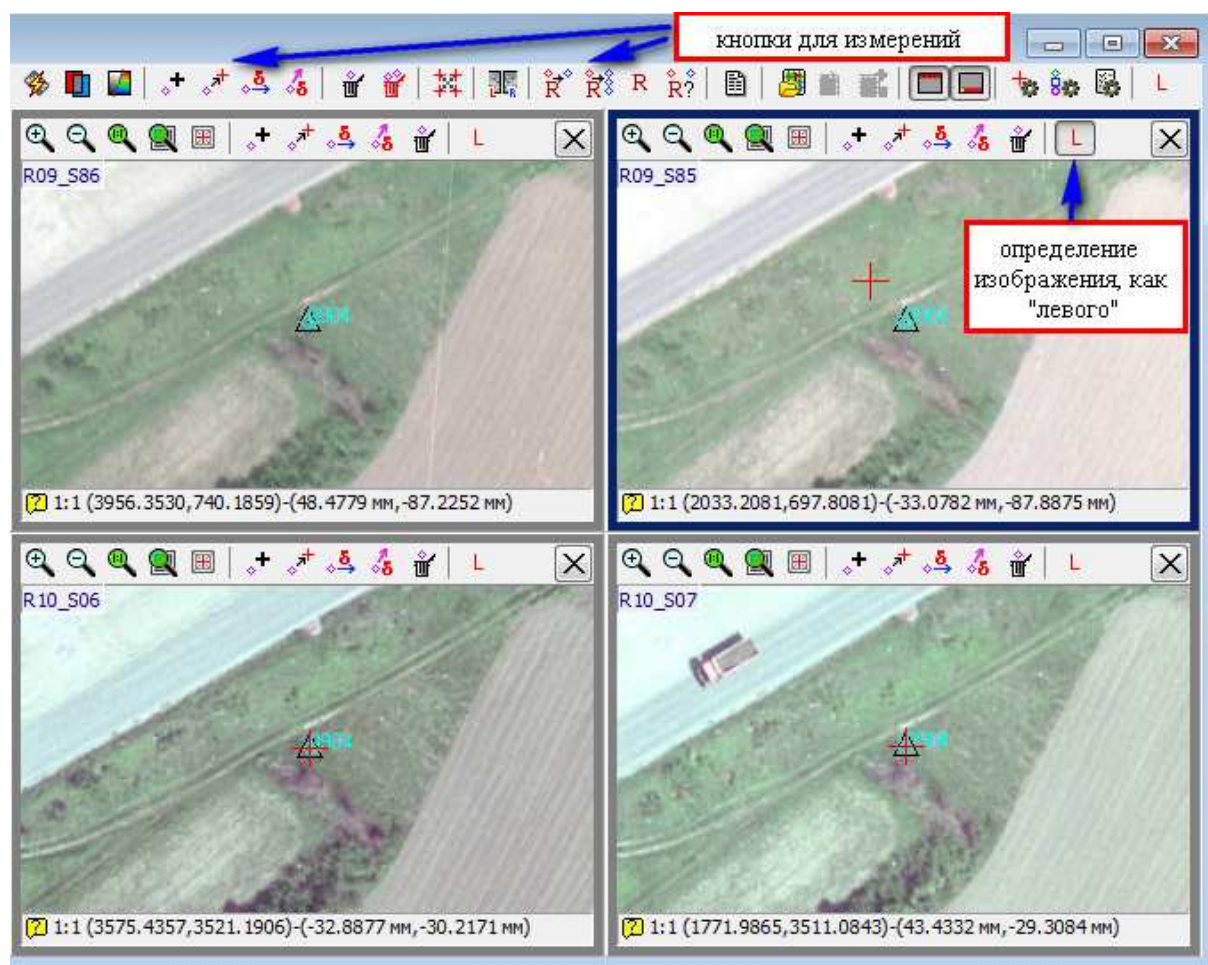 кнопки для измерений
R R R R? L
L
L
R09_S86
R09_S85
определение
изображения, как
"левого"
1:1 (3956.3530,740.1859)-(48.4779 мм,-87.2252 мм)
1:1 (2033.2081,697.8081)-(-33.0782 мм,-87.8875 мм)
L
L
R10_S06
R10_S07
1:1 (3575.4357,3521.1906)-(-32.8877 мм,-30.2171 мм)
1:1 (1771.9865,3511.0843)-(43.4332 мм,-29.3084 мм)